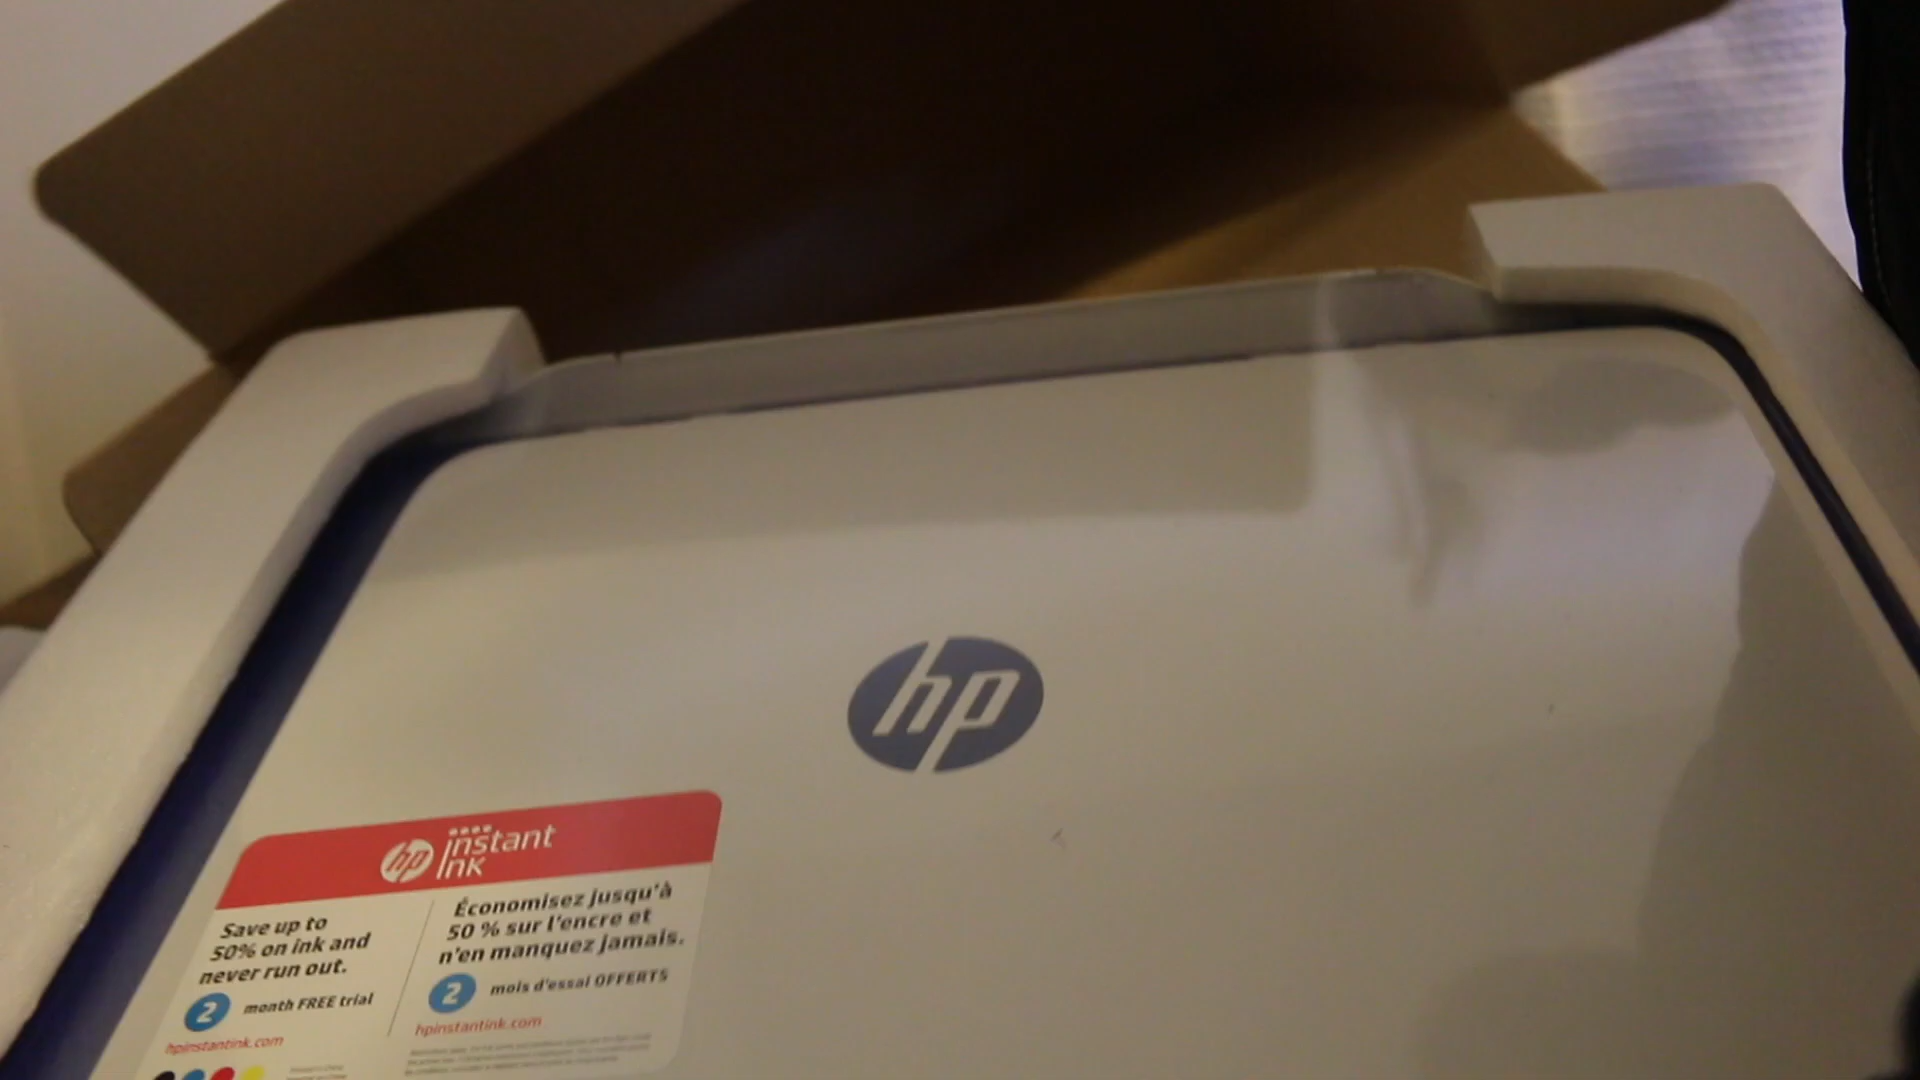 hp
hp instant
ink
Save up to
50% on ink and
never run out.
2 month FREE trial
hpinstantink.com
Économisez jusqu'à
50 % sur l'encre et
n'en manquez jamais.
2 mois d'essai OFFERTS
hpinstantink.com